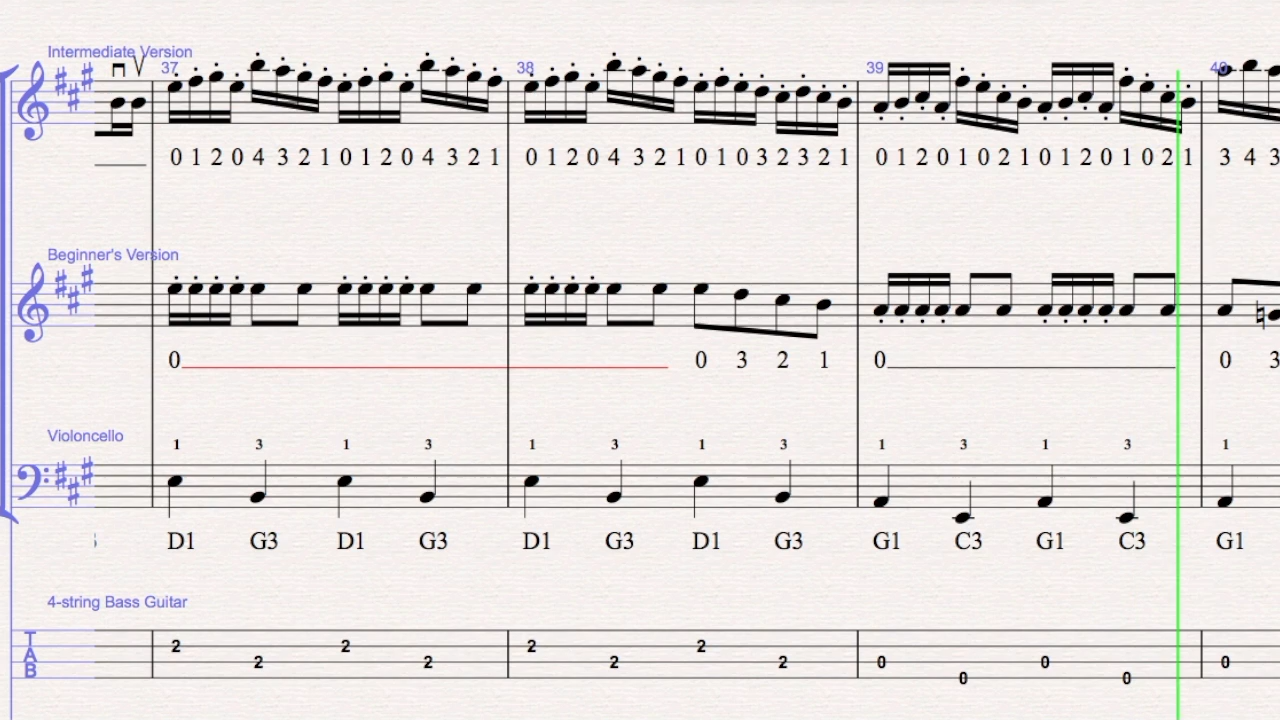 Intermediate Version
37 38 39 40
0 1 2 0 4 3 2 1 0 1 2 0 4 3 2 1 0 1 2 0 4 3 2 1 0 1 0 3 2 3 2 1 0 1 2 0 1 0 2 1 0 1 2 0 1 0 2 1 3 4 3
Beginner's Version
0 0 3 2 1 0 0 3
Violoncello
1 3 1 3 1 3 1 3 1 3 1 3 1
D1 G3 D1 G3 D1 G3 D1 G3 G1 C3 G1 C3 G1
4-string Bass Guitar
T
A
B
2 2 2 2 2 2 2 2 0 0 0 0 0